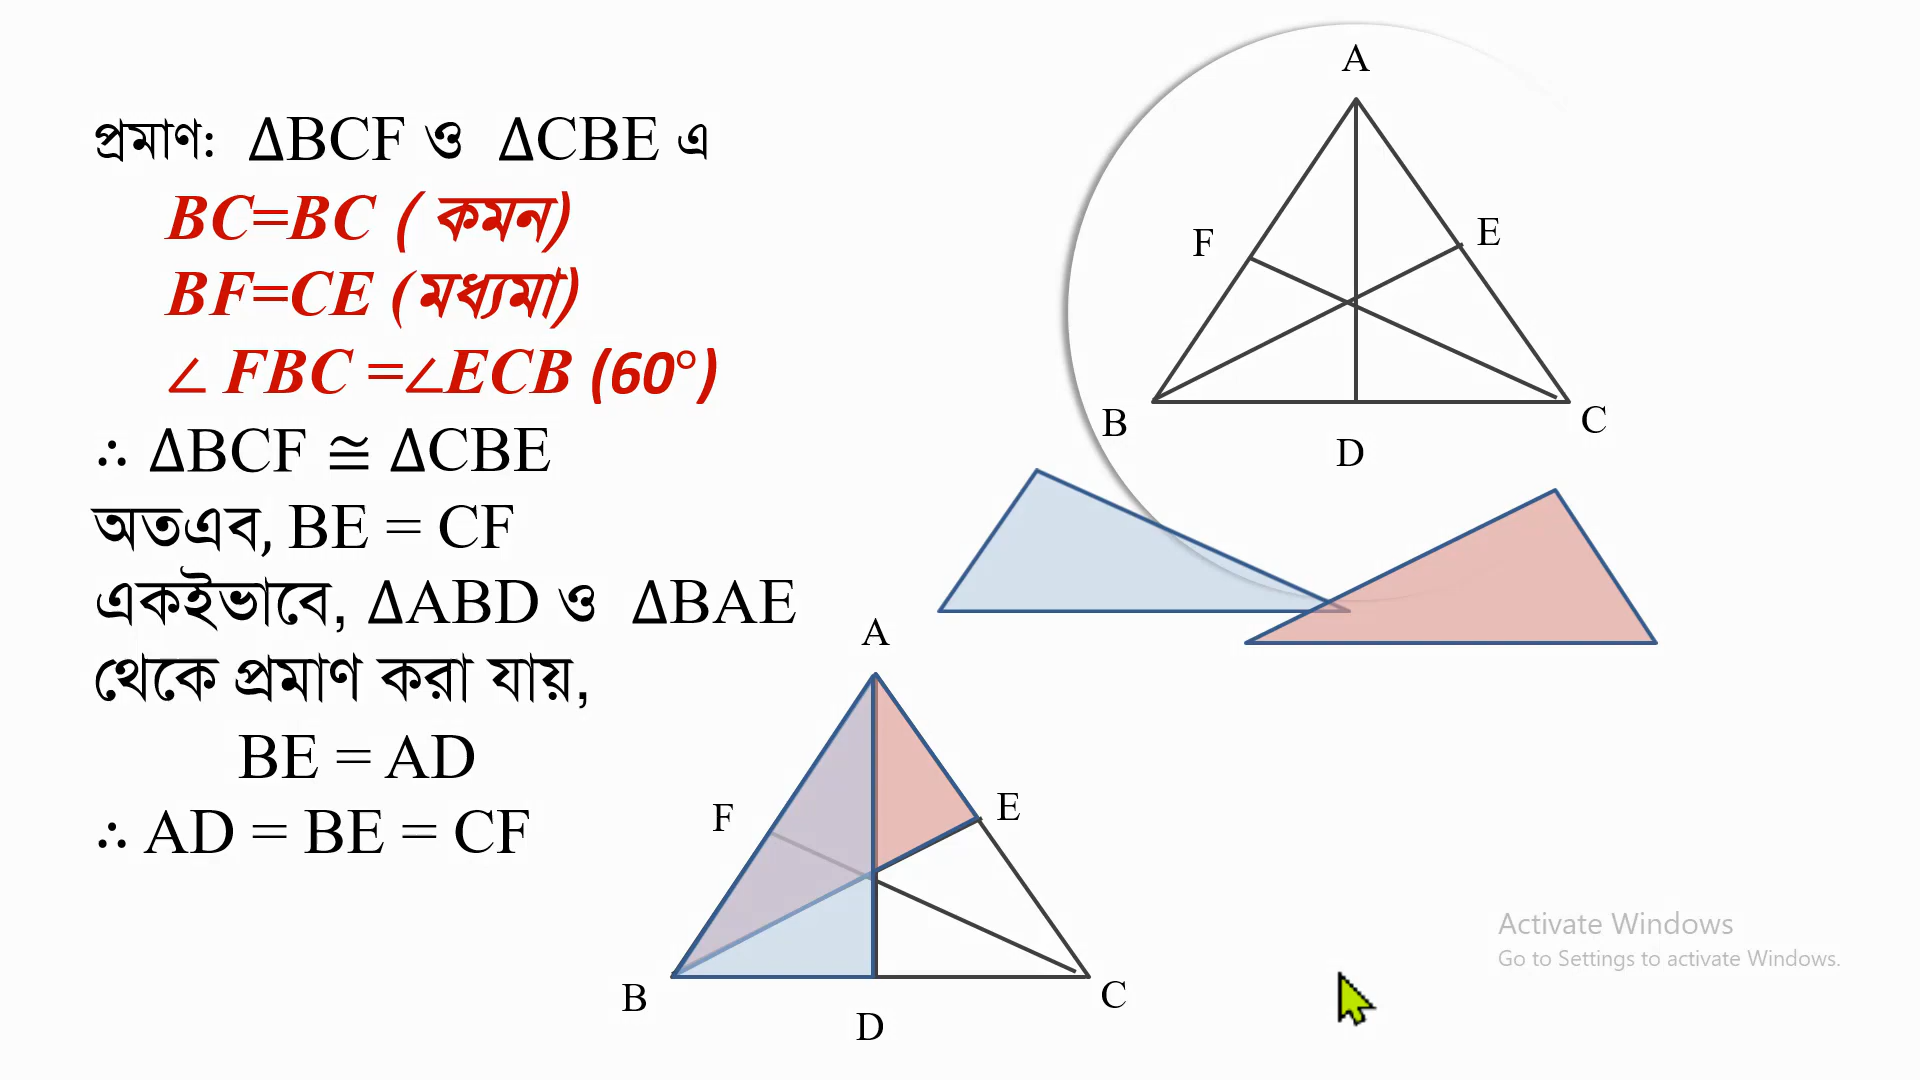 প্রমাণঃ ΔBCF ও ΔCBE এ
BC=BC ( কমন)
BF=CE (মধ্যমা)
∠ FBC =∠ECB (60°)
∴ ΔBCF ≅ ΔCBE
অতএব, BE = CF
একইভাবে, ΔABD ও ΔBAE
থেকে প্রমাণ করা যায়,
BE = AD
∴ AD = BE = CF
A
F
E
B
C
D
A
F
E
B
C
D
Activate Windows
Go to Settings to activate Windows.